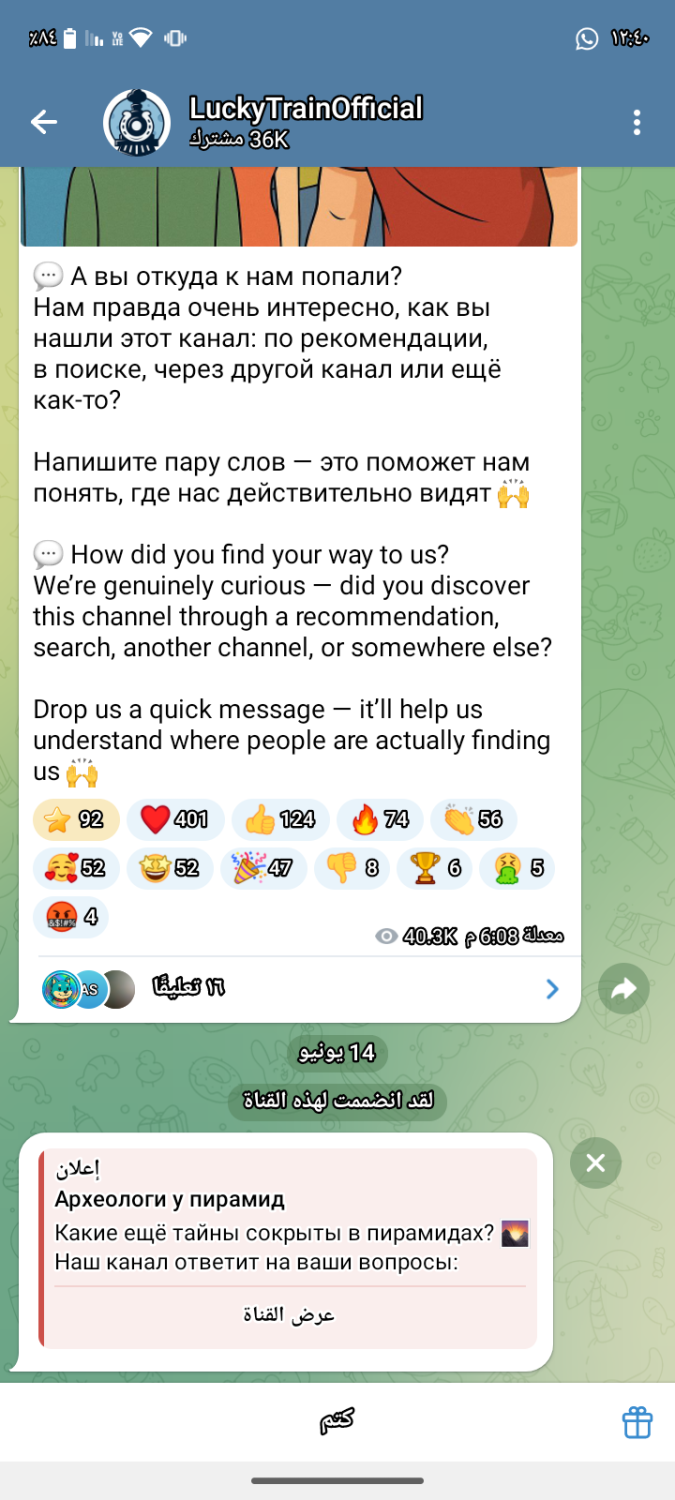 ٪٨٤ ١٢:٤٠
LuckyTrainOfficial
36K مشترك
💬 А вы откуда к нам попали?
Нам правда очень интересно, как вы
нашли этот канал: по рекомендации,
в поиске, через другой канал или ещё
как-то?
Напишите пару слов — это поможет нам
понять, где нас действительно видят 🙌
💬 How did you find your way to us?
We’re genuinely curious — did you discover
this channel through a recommendation,
search, another channel, or somewhere else?
Drop us a quick message — it’ll help us
understand where people are actually finding
us 🙌
⭐ 92 ❤️ 401 👍 124 🔥 74 👏 56
🥰 52 🤩 52 🎉 47 👎 8 🏆 6 🤮 5
🤬 4
40.3K معدلة 6:08 م
AS
١٦ تعليقًا
14 يونيو
لقد انضممت لهذه القناة
إعلان
Археологи у пирамид
Какие ещё тайны сокрыты в пирамидах? 🌄
Наш канал ответит на ваши вопросы:
عرض القناة
كتم